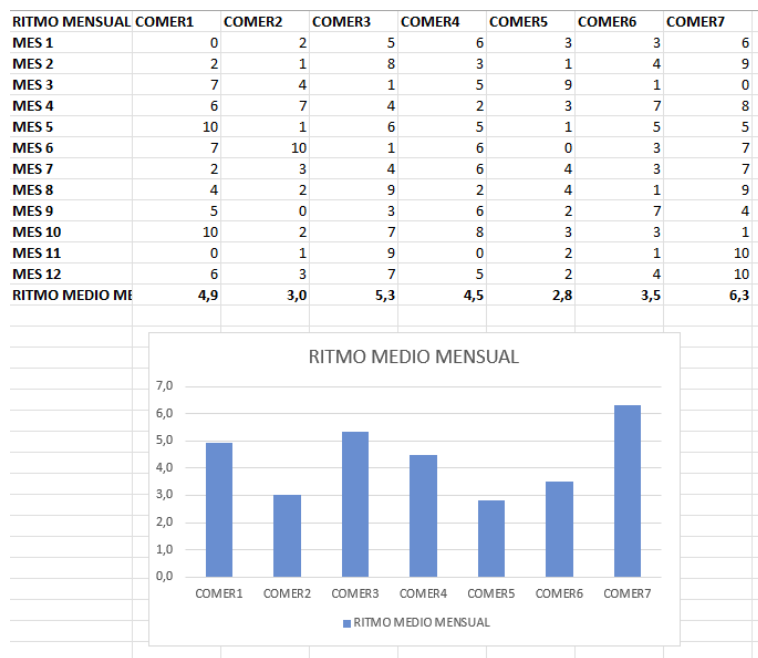 RITMO MENSUAL COMER1 COMER2 COMER3 COMER4 COMER5 COMER6 COMER7
MES 1 0 2 5 6 3 3 6
MES 2 2 1 8 3 1 4 9
MES 3 7 4 1 5 9 1 0
MES 4 6 7 4 2 3 7 8
MES 5 10 1 6 5 1 5 5
MES 6 7 10 1 6 0 3 7
MES 7 2 3 4 6 4 3 7
MES 8 4 2 9 2 4 1 9
MES 9 5 0 3 6 2 7 4
MES 10 10 2 7 8 3 3 1
MES 11 0 1 9 0 2 1 10
MES 12 6 3 7 5 2 4 10
RITMO MEDIO ME 4,9 3,0 5,3 4,5 2,8 3,5 6,3
RITMO MEDIO MENSUAL
7,0
6,0
5,0
4,0
3,0
2,0
1,0
0,0
COMER1 COMER2 COMER3 COMER4 COMER5 COMER6 COMER7
RITMO MEDIO MENSUAL